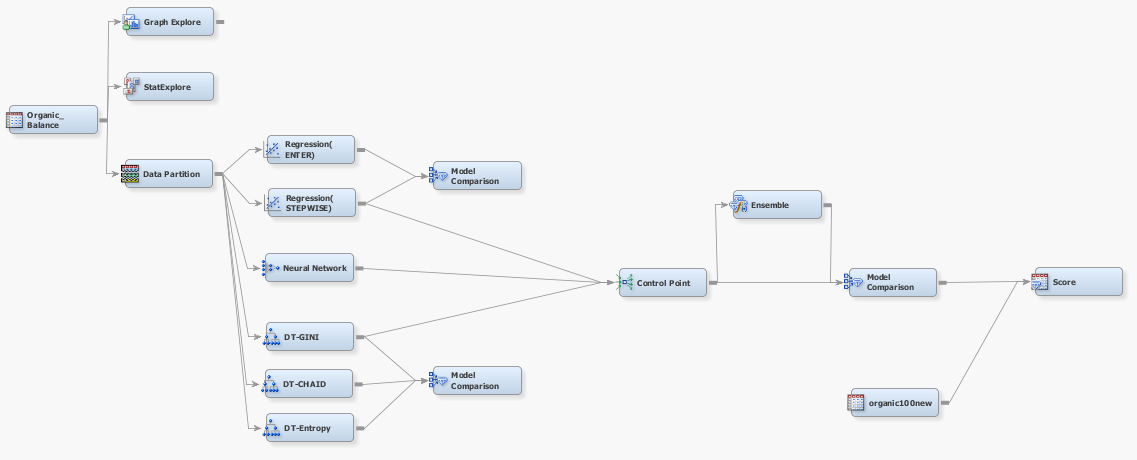 Graph Explore
StatExplore
Organic_
Balance
Data Partition
Regression(
ENTER)
Regression(
STEPWISE)
Neural Network
DT-GINI
DT-CHAID
DT-Entropy
Model
Comparison
Model
Comparison
Control Point
Ensemble
Model
Comparison
Score
organic100new